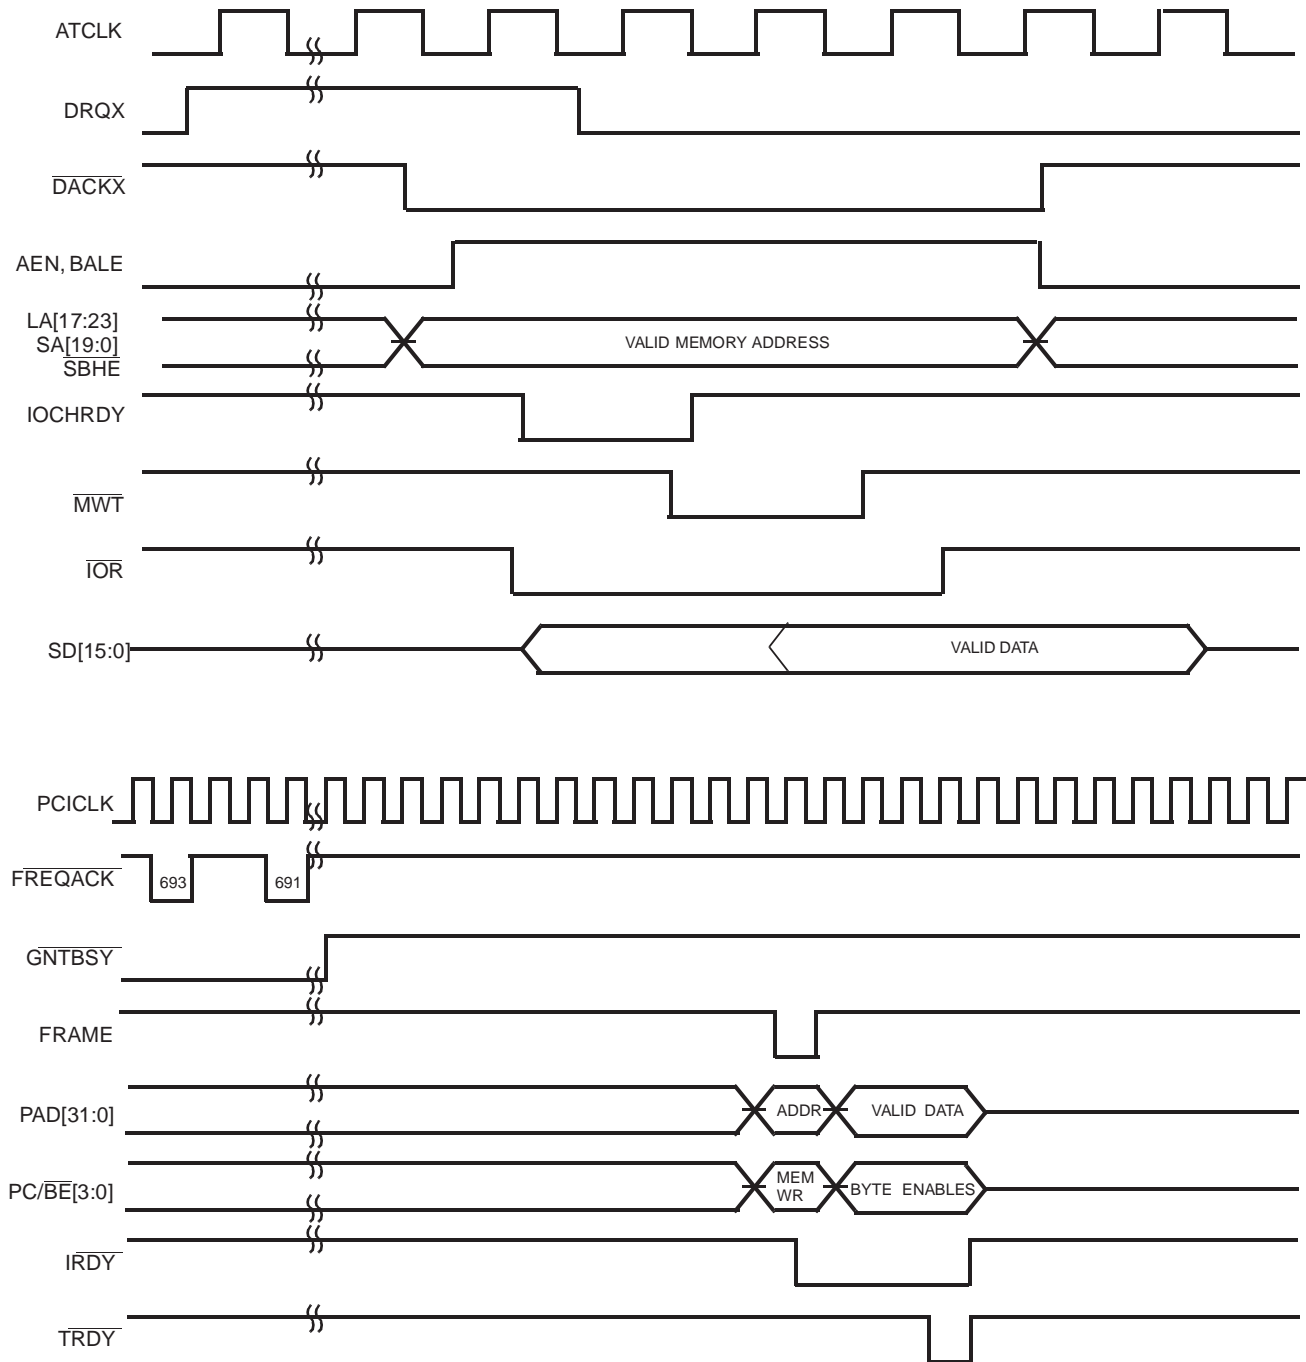 ATCLK
DRQX
DACKX
AEN, BALE
LA[17:23]
SA[19:0]
SBHE
VALID MEMORY ADDRESS
IOCHRDY
MWT
IOR
SD[15:0]
VALID DATA
PCICLK
FREQACK
693
691
GNTBSY
FRAME
PAD[31:0]
ADDR
VALID DATA
PC/BE[3:0]
MEM
WR
BYTE ENABLES
IRDY
TRDY